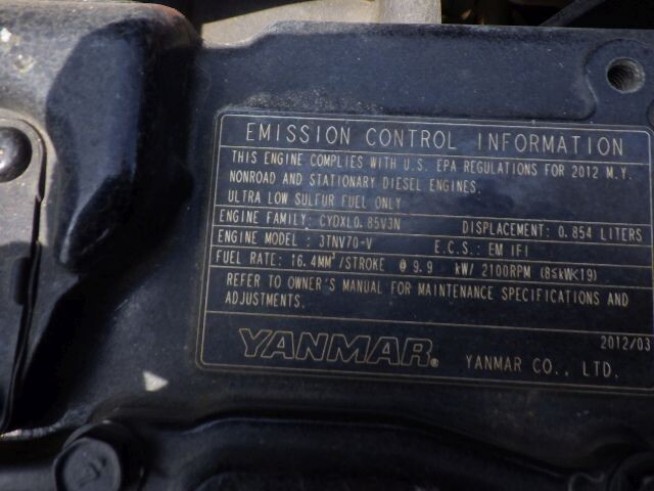 EMISSION CONTROL INFORMATION
THIS ENGINE COMPLIES WITH U.S. EPA REGULATIONS FOR 2012 M.Y.
NONROAD AND STATIONARY DIESEL ENGINES.
ULTRA LOW SULFUR FUEL ONLY
ENGINE FAMILY: CYDXL0.85V3N DISPLACEMENT: 0.854 LITERS
ENGINE MODEL : 3TNV70-V E.C.S.: EM IFI
FUEL RATE: 16.4MM³/STROKE @ 9.9 kW/ 2100RPM (8≤kW<19)
REFER TO OWNER'S MANUAL FOR MAINTENANCE SPECIFICATIONS AND
ADJUSTMENTS.
2012/03
YANMAR® YANMAR CO., LTD.